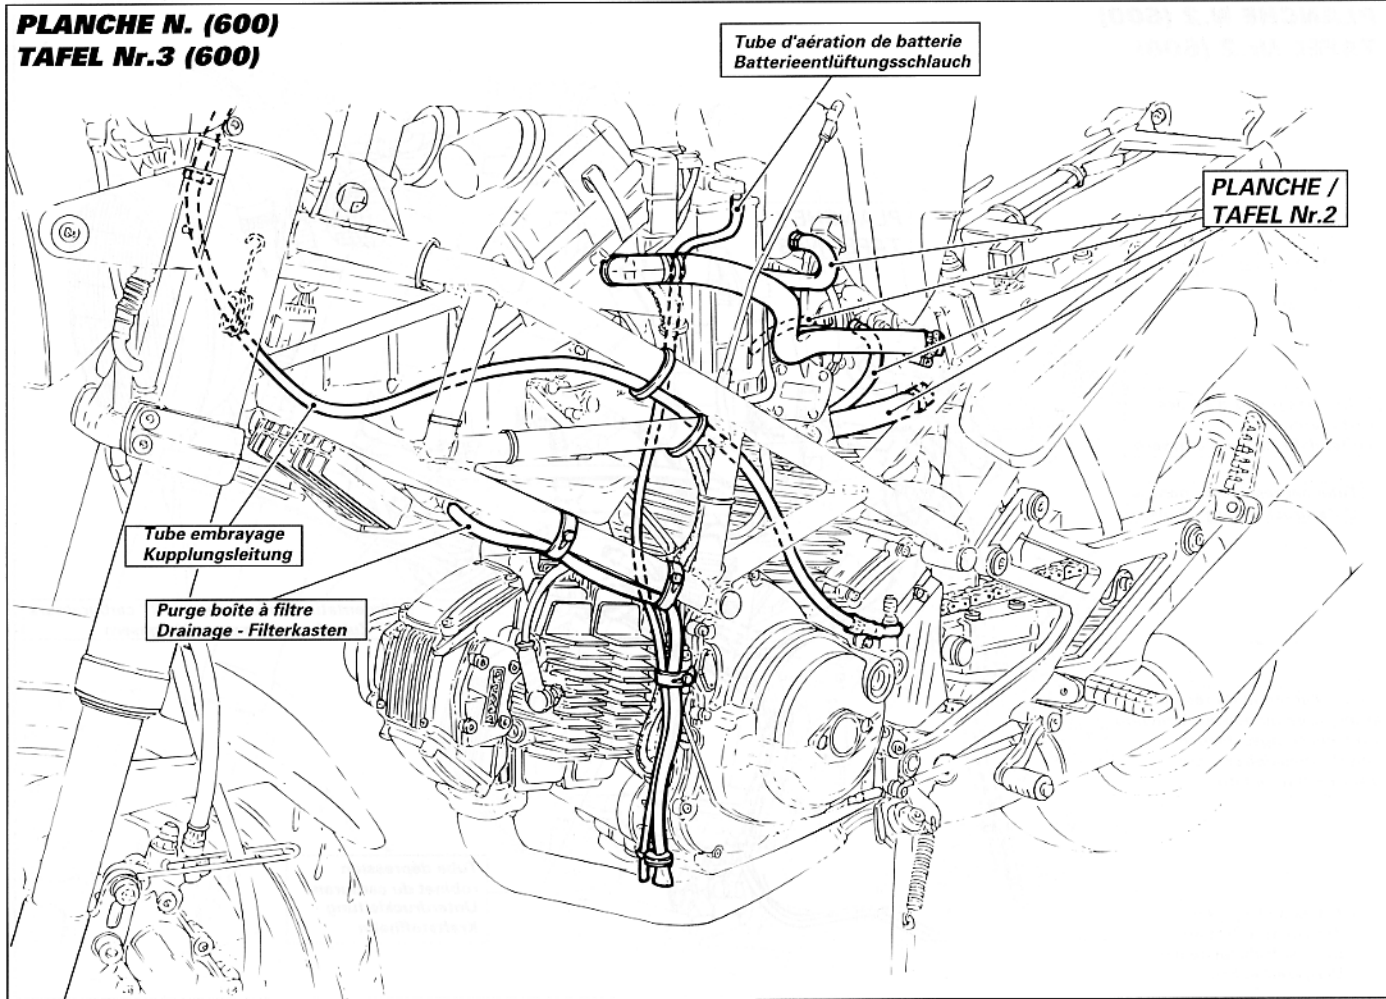 PLANCHE N. (600)
TAFEL Nr.3 (600)
Tube d'aération de batterie
Batterieentlüftungsschlauch
PLANCHE /
TAFEL Nr.2
Tube embrayage
Kupplungsleitung
Purge boîte à filtre
Drainage - Filterkasten